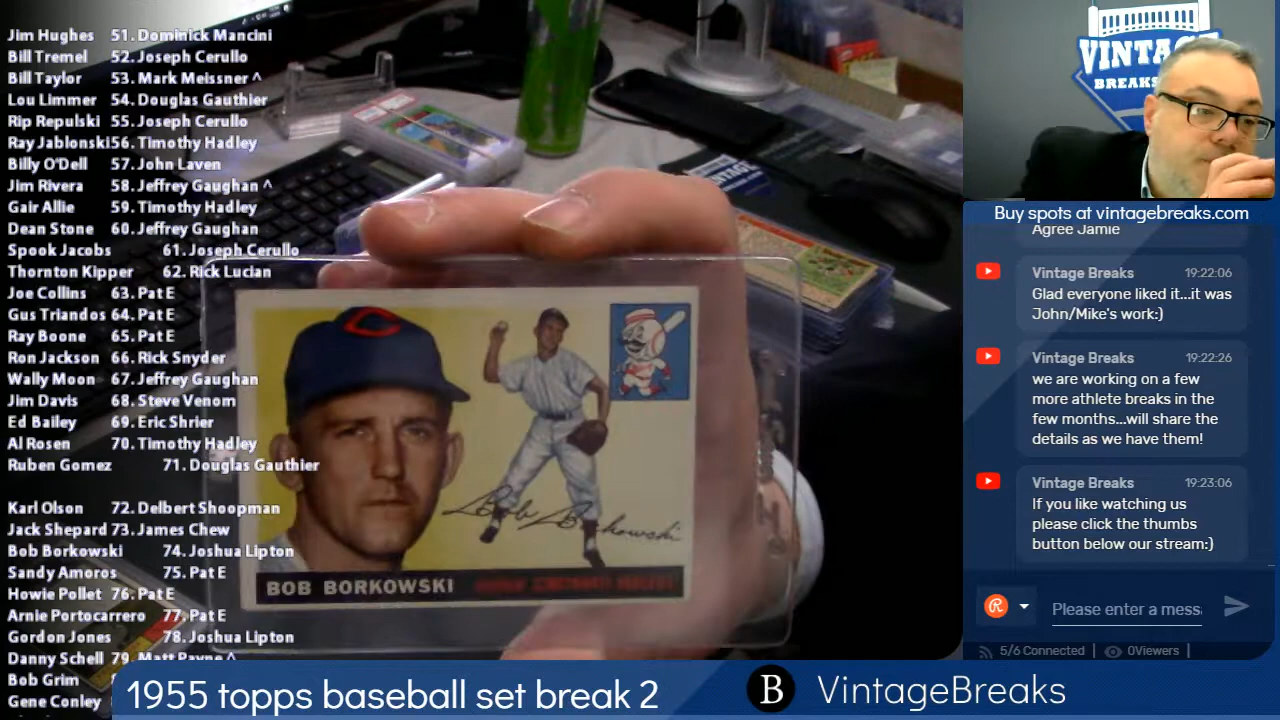 Jim Hughes 51. Dominick Mancini
Bill Tremel 52. Joseph Cerullo
Bill Taylor 53. Mark Meissner ^
Lou Limmer 54. Douglas Gauthier
Rip Repulski 55. Joseph Cerullo
Ray Jablonski56. Timothy Hadley
Billy O'Dell 57. John Laven
Jim Rivera 58. Jeffrey Gaughan ^
Gair Allie 59. Timothy Hadley
Dean Stone 60. Jeffrey Gaughan
Spook Jacobs 61. Joseph Cerullo
Thornton Kipper 62. Rick Lucian
Joe Collins 63. Pat E
Gus Triandos 64. Pat E
Ray Boone 65. Pat E
Ron Jackson 66. Rick Snyder
Wally Moon 67. Jeffrey Gaughan
Jim Davis 68. Steve Venom
Ed Bailey 69. Eric Shrier
Al Rosen 70. Timothy Hadley
Ruben Gomez 71. Douglas Gauthier
Karl Olson 72. Delbert Shoopman
Jack Shepard 73. James Chew
Bob Borkowski 74. Joshua Lipton
Sandy Amoros 75. Pat E
Howie Pollet 76. Pat E
Arnie Portocarrero 77. Pat E
Gordon Jones 78. Joshua Lipton
Danny Schell 79. Matt Payne ^
Bob Grim
Gene Conley
C
Bob Borkowski
BOB BORKOWSKI
1955 topps baseball set break 2
B VintageBreaks
VINTAGE
BREAKS
Buy spots at vintagebreaks.com
Agree Jamie
Vintage Breaks 19:22:06
Glad everyone liked it...it was
John/Mike's work:)
Vintage Breaks 19:22:26
we are working on a few
more athlete breaks in the
few months...will share the
details as we have them!
Vintage Breaks 19:23:06
If you like watching us
please click the thumbs
button below our stream:)
Please enter a messa
5/6 Connected | 0Viewers |